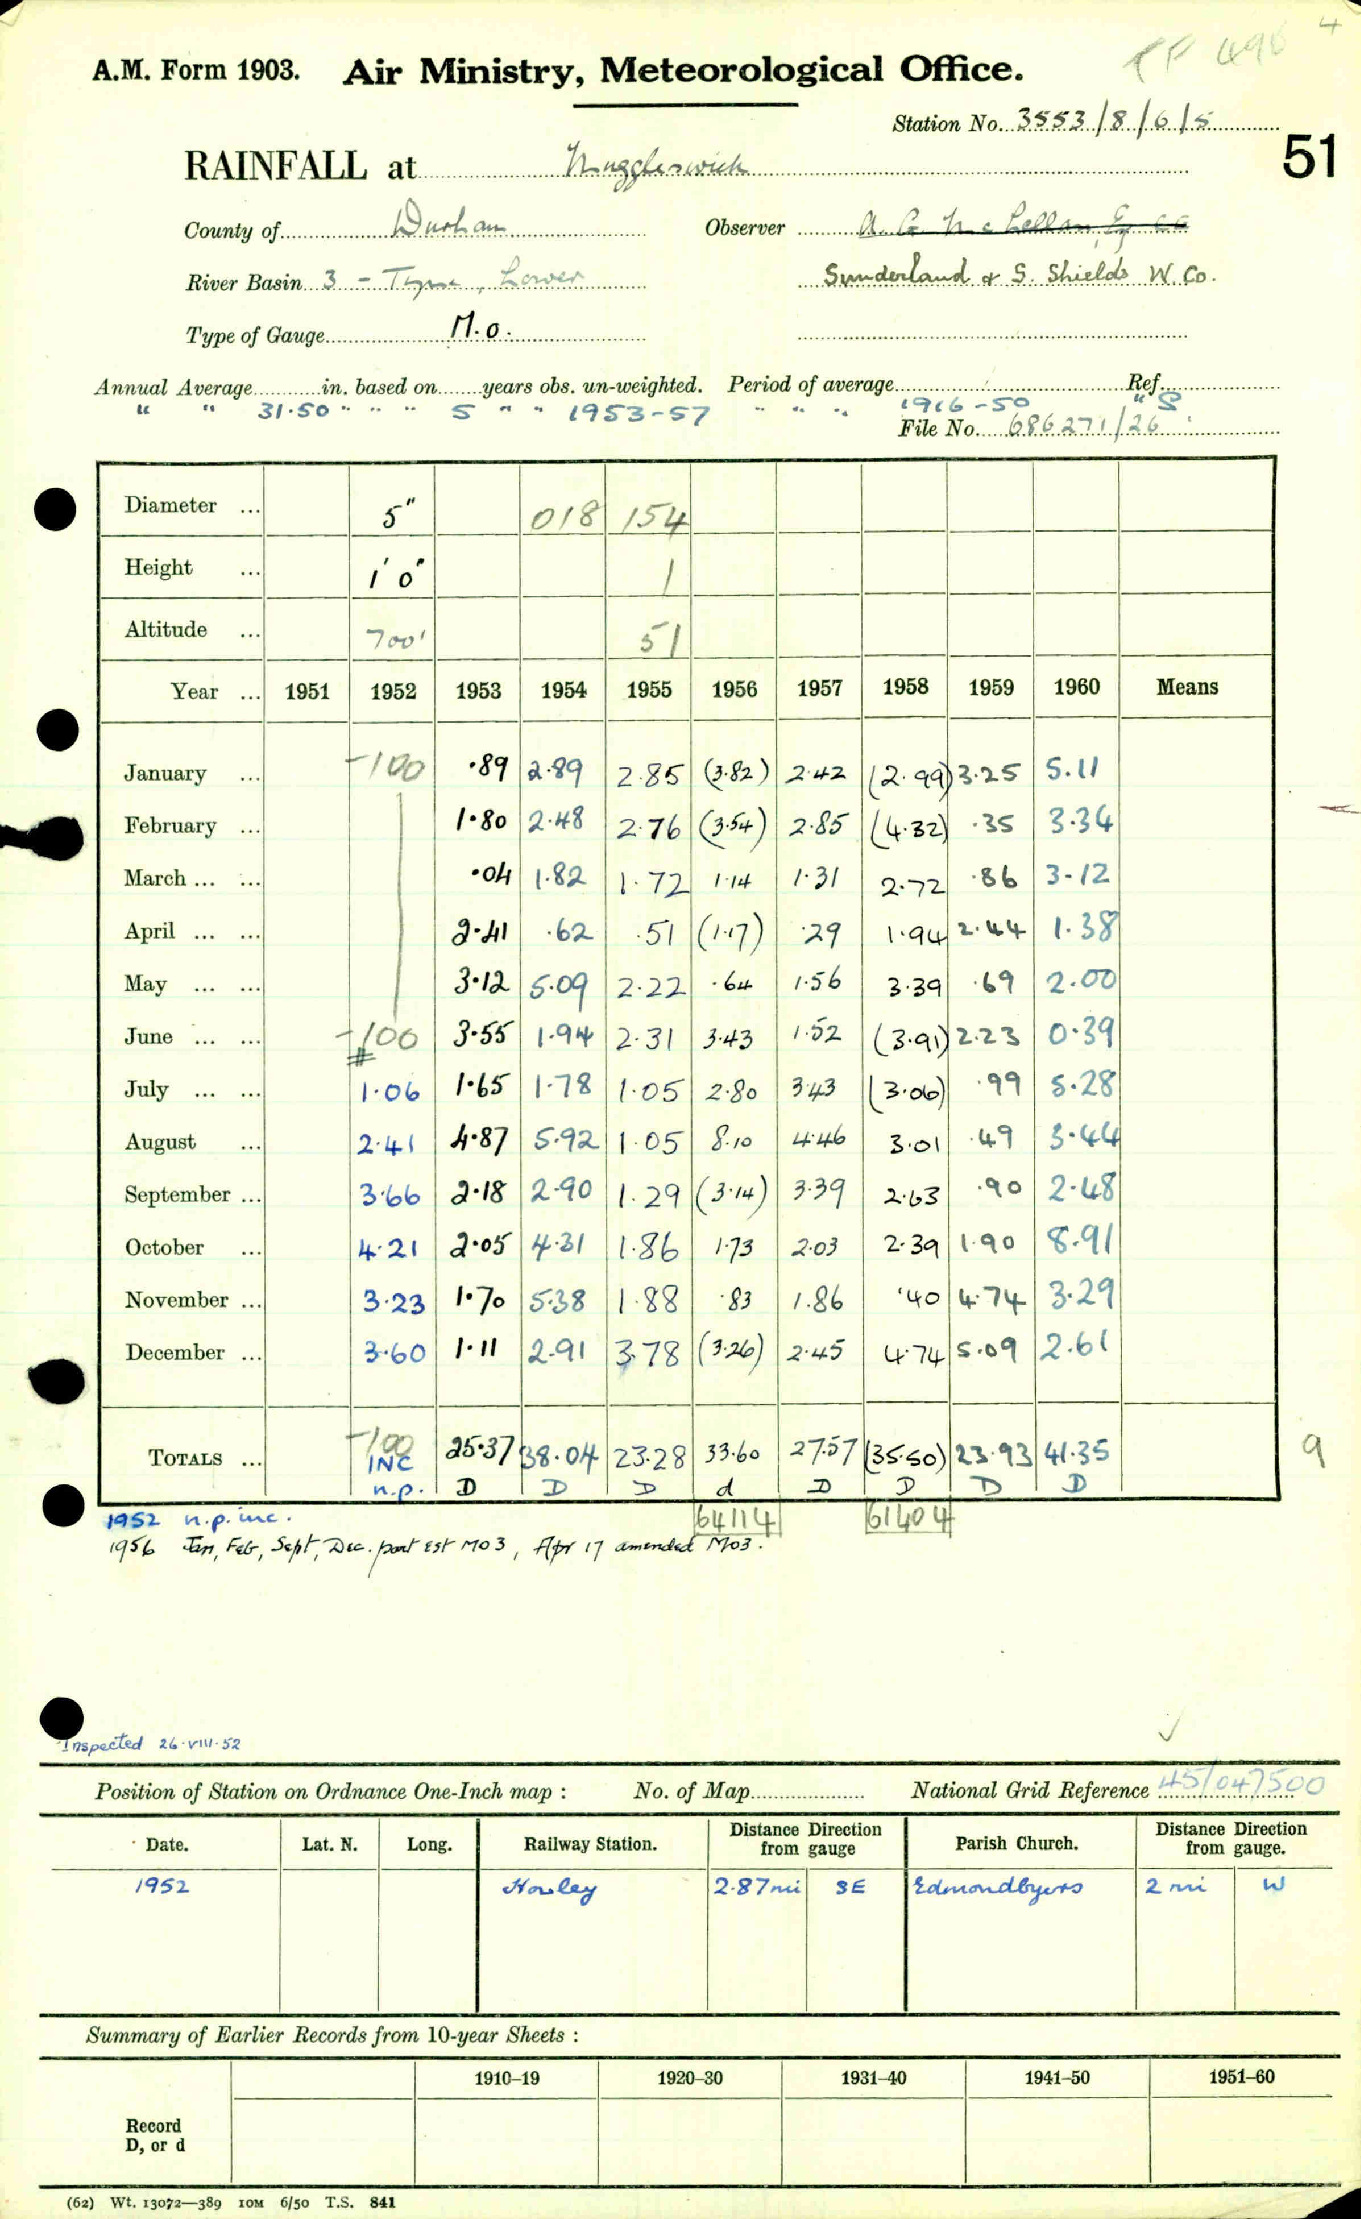 4
A.M. Form 1903. Air Ministry, Meteorological Office.
Station No. 3553/8/6/5
51
RAINFALL at Muggleswick
County of Durham Observer A. G. McLellan, Esq CE
River Basin 3 - Tyne, Lower Sunderland & S. Shields W. Co.
Type of Gauge M.O.
Annual Average in. based on years obs. un-weighted. Period of average Ref.
" " 31.50 " " " 5 " " 1953-57 " " " 1916-50 " S
File No. 686271/26
Diameter ... 5" 018 154
Height ... 1' 0" 1
Altitude ... 700' 51
Year ... 1951 1952 1953 1954 1955 1956 1957 1958 1959 1960 Means
January ... -100 .89 2.89 2.85 (3.82) 2.42 (2.99) 3.25 5.11
February ... 1.80 2.48 2.76 (3.54) 2.85 (4.32) .35 3.34
March ... ... .04 1.82 1.72 1.14 1.31 2.72 .86 3.12
April ... ... 2.41 .62 .51 (1.17) .29 1.94 2.44 1.38
May ... ... 3.12 5.09 2.22 .64 1.56 3.39 .69 2.00
June ... ... -100 3.55 1.94 2.31 3.43 1.52 (3.91) 2.23 0.39
July ... ... 1.06 1.65 1.78 1.05 2.80 3.43 (3.06) .99 5.28
August ... 2.41 4.87 5.92 1.05 8.10 4.46 3.01 .49 3.44
September ... 3.66 2.18 2.90 1.29 (3.14) 3.39 2.63 .90 2.48
October ... 4.21 2.05 4.31 1.86 1.73 2.03 2.39 1.90 8.91
November ... 3.23 1.70 5.38 1.88 .83 1.86 .40 4.74 3.29
December ... 3.60 1.11 2.91 3.78 (3.26) 2.45 4.74 5.09 2.61
TOTALS ... -100 25.37 38.04 23.28 33.60 27.57 (35.50) 23.93 41.35 9
INC
n.p. D D D d D D D D
64114 61404
1952 n.p. inc.
1956 Jan, Feb, Sept, Dec. part est MO3, Apr 17 amended MO3.
Inspected 26.VIII.52
Position of Station on Ordnance One-Inch map : No. of Map National Grid Reference 45/047500
Date. Lat. N. Long. Railway Station. Distance from Direction gauge Parish Church. Distance from Direction gauge.
1952 Rowley 2.87mi SE Edmondbyers 2 mi W
Summary of Earlier Records from 10-year Sheets :
1910–19 1920–30 1931–40 1941–50 1951–60
Record
D, or d
(62) Wt. 13072—389 10M 6/50 T.S. 841